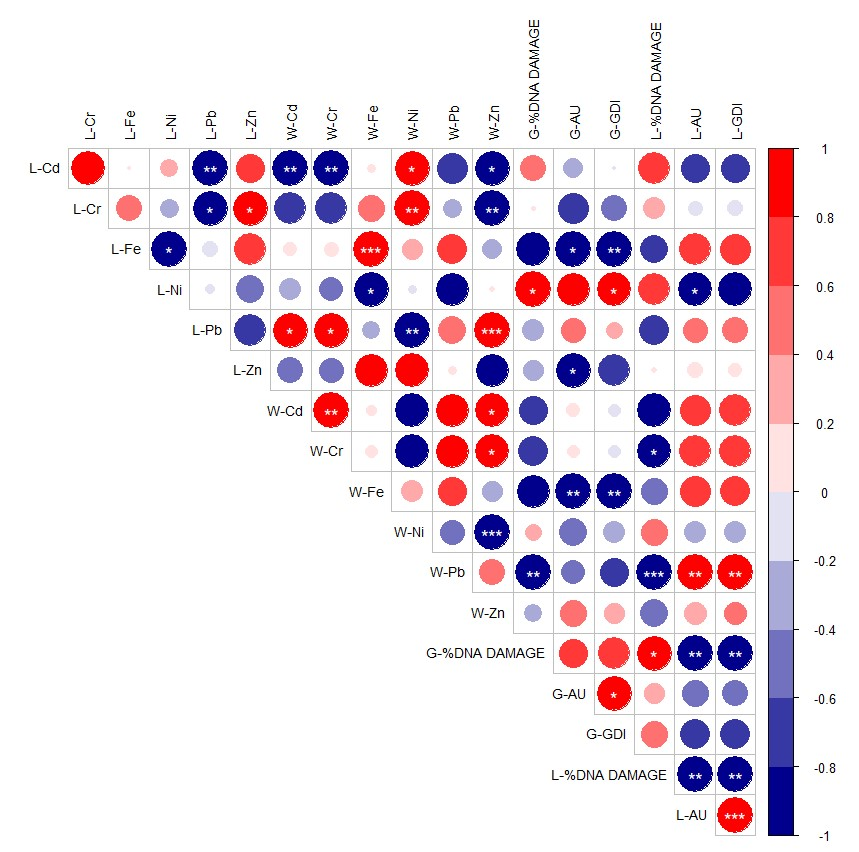 L-Cr L-Fe L-Ni L-Pb L-Zn W-Cd W-Cr W-Fe W-Ni W-Pb W-Zn G-%DNA DAMAGE G-AU G-GDI L-%DNA DAMAGE L-AU L-GDI
L-Cd ** ** ** * *
L-Cr * * ** **
L-Fe * *** * **
L-Ni * * * *
L-Pb * * ** ***
L-Zn *
W-Cd ** *
W-Cr * *
W-Fe ** **
W-Ni ***
W-Pb ** *** ** **
W-Zn
G-%DNA DAMAGE * ** **
G-AU *
G-GDI
L-%DNA DAMAGE ** **
L-AU ***
1
0.8
0.6
0.4
0.2
0
-0.2
-0.4
-0.6
-0.8
-1